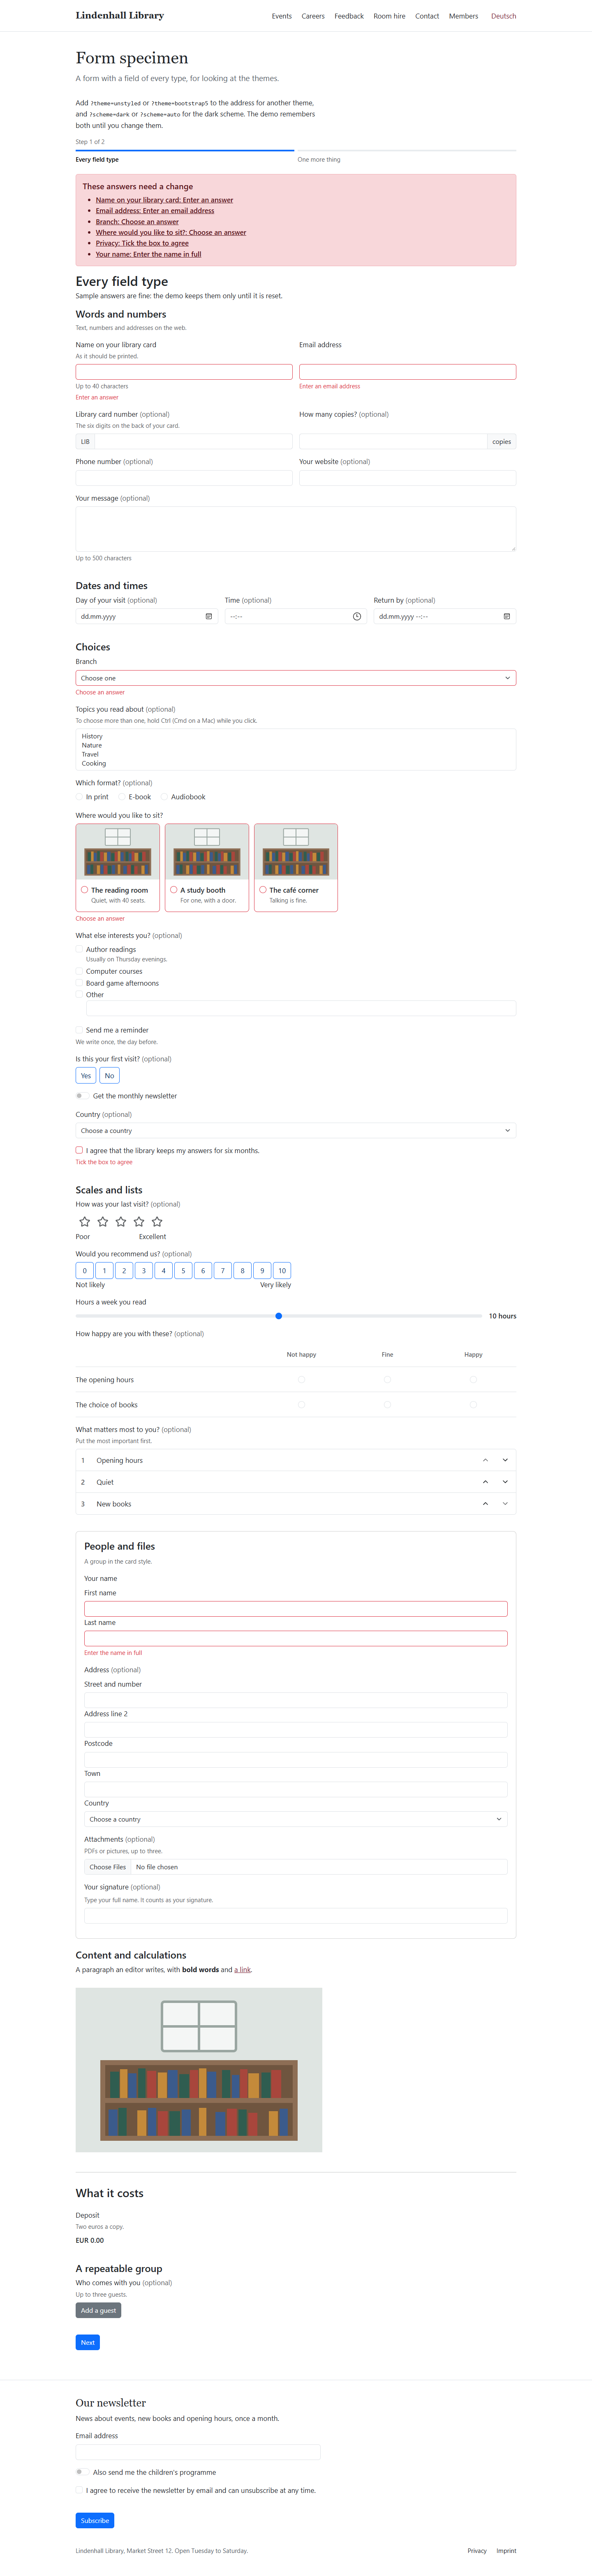 Lindenhall Library
Events Careers Feedback Room hire Contact Members Deutsch
Form specimen
A form with a field of every type, for looking at the themes.
Add ?theme=unstyled or ?theme=bootstrap5 to the address for another theme,
and ?scheme=dark or ?scheme=auto for the dark scheme. The demo remembers
both until you change them.
Step 1 of 2
Every field type One more thing
These answers need a change
Name on your library card: Enter an answer
Email address: Enter an email address
Branch: Choose an answer
Where would you like to sit?: Choose an answer
Privacy: Tick the box to agree
Your name: Enter the name in full
Every field type
Sample answers are fine: the demo keeps them only until it is reset.
Words and numbers
Text, numbers and addresses on the web.
Name on your library card Email address
As it should be printed.
Up to 40 characters Enter an email address
Enter an answer
Library card number (optional) How many copies? (optional)
The six digits on the back of your card.
LIB copies
Phone number (optional) Your website (optional)
Your message (optional)
Up to 500 characters
Dates and times
Day of your visit (optional) Time (optional) Return by (optional)
dd.mm.yyyy --:-- dd.mm.yyyy --:--
Choices
Branch
Choose one
Choose an answer
Topics you read about (optional)
To choose more than one, hold Ctrl (Cmd on a Mac) while you click.
History
Nature
Travel
Cooking
Which format? (optional)
In print E-book Audiobook
Where would you like to sit?
The reading room A study booth The café corner
Quiet, with 40 seats. For one, with a door. Talking is fine.
Choose an answer
What else interests you? (optional)
Author readings
Usually on Thursday evenings.
Computer courses
Board game afternoons
Other
Send me a reminder
We write once, the day before.
Is this your first visit? (optional)
Yes No
Get the monthly newsletter
Country (optional)
Choose a country
I agree that the library keeps my answers for six months.
Tick the box to agree
Scales and lists
How was your last visit? (optional)
Poor Excellent
Would you recommend us? (optional)
0 1 2 3 4 5 6 7 8 9 10
Not likely Very likely
Hours a week you read
10 hours
How happy are you with these? (optional)
Not happy Fine Happy
The opening hours
The choice of books
What matters most to you? (optional)
Put the most important first.
1 Opening hours
2 Quiet
3 New books
People and files
A group in the card style.
Your name
First name
Last name
Enter the name in full
Address (optional)
Street and number
Address line 2
Postcode
Town
Country
Choose a country
Attachments (optional)
PDFs or pictures, up to three.
Choose Files No file chosen
Your signature (optional)
Type your full name. It counts as your signature.
Content and calculations
A paragraph an editor writes, with bold words and a link.
What it costs
Deposit
Two euros a copy.
EUR 0.00
A repeatable group
Who comes with you (optional)
Up to three guests.
Add a guest
Next
Our newsletter
News about events, new books and opening hours, once a month.
Email address
Also send me the children's programme
I agree to receive the newsletter by email and can unsubscribe at any time.
Subscribe
Lindenhall Library, Market Street 12. Open Tuesday to Saturday. Privacy Imprint